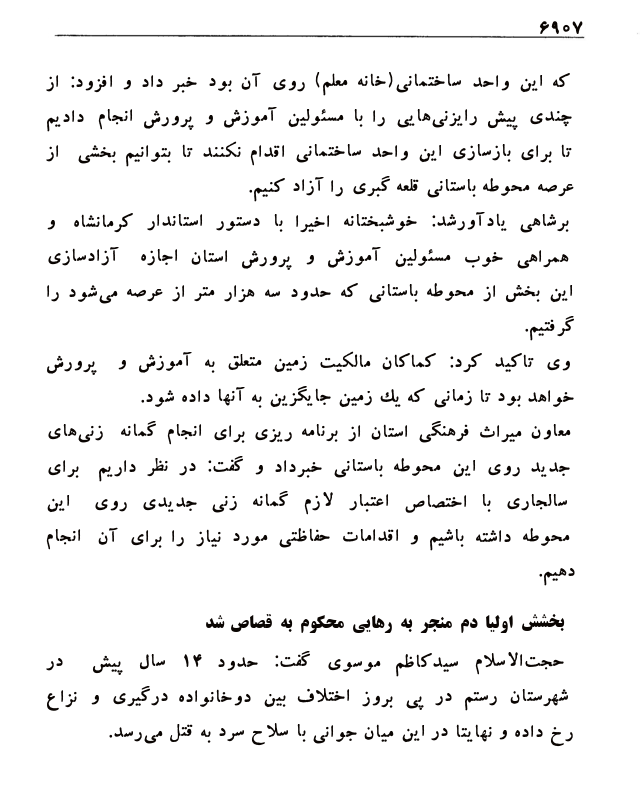 ۶۹۰۷
که این واحد ساختمانی(خانه معلم) روی آن بود خبر داد و افزود: از
چندی پیش رایزنی‌هایی را با مسئولین آموزش و پرورش انجام دادیم
تا برای بازسازی این واحد ساختمانی اقدام نکنند تا بتوانیم بخشی از
عرصه محوطه باستانی قلعه گبری را آزاد کنیم.
برشاهی یادآورشد: خوشبختانه اخیرا با دستور استاندار کرمانشاه و
همراهی خوب مسئولین آموزش و پرورش استان اجازه آزادسازی
این بخش از محوطه باستانی که حدود سه هزار متر از عرصه می‌شود را
گرفتیم.
وی تاکید کرد: کماکان مالکیت زمین متعلق به آموزش و پرورش
خواهد بود تا زمانی که یك زمین جایگزین به آنها داده شود.
معاون میراث فرهنگی استان از برنامه ریزی برای انجام گمانه زنی‌های
جدید روی این محوطه باستانی خبرداد و گفت: در نظر داریم برای
سالجاری با اختصاص اعتبار لازم گمانه زنی جدیدی روی این
محوطه داشته باشیم و اقدامات حفاظتی مورد نیاز را برای آن انجام
دهیم.
بخشش اولیا دم منجر به رهایی محکوم به قصاص شد
حجت‌الاسلام سیدکاظم موسوی گفت: حدود ۱۴ سال پیش در
شهرستان رستم در پی بروز اختلاف بین دوخانواده درگیری و نزاع
رخ داده و نهایتا در این میان جوانی با سلاح سرد به قتل می‌رسد.